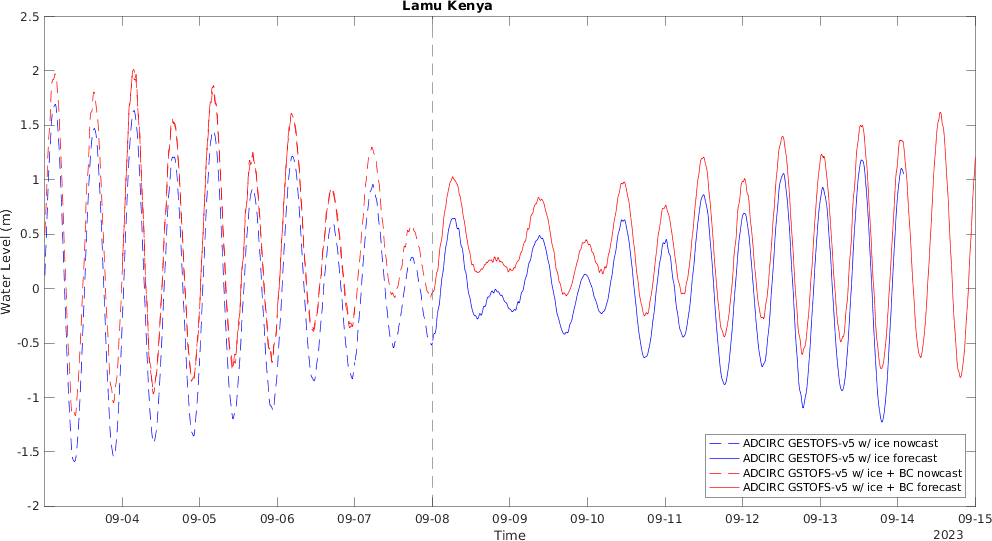 Lamu Kenya
2.5
2
1.5
1
0.5
0
-0.5
-1
-1.5
-2
Water Level (m)
09-04 09-05 09-06 09-07 09-08 09-09 09-10 09-11 09-12 09-13 09-14 09-15
Time
2023
ADCIRC GESTOFS-v5 w/ ice nowcast
ADCIRC GESTOFS-v5 w/ ice forecast
ADCIRC GSTOFS-v5 w/ ice + BC nowcast
ADCIRC GSTOFS-v5 w/ ice + BC forecast